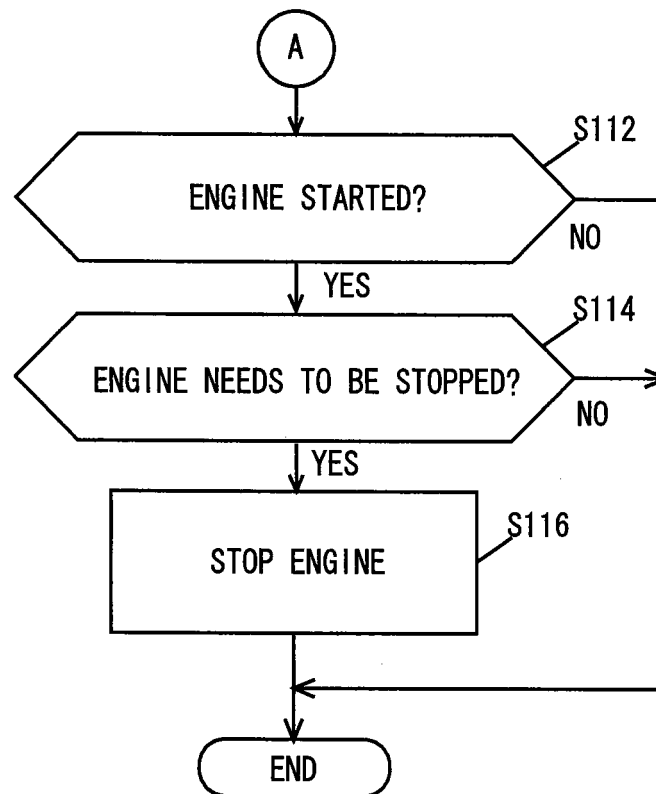 A
S112
ENGINE STARTED?
NO
YES
S114
ENGINE NEEDS TO BE STOPPED?
NO
YES
S116
STOP ENGINE
END